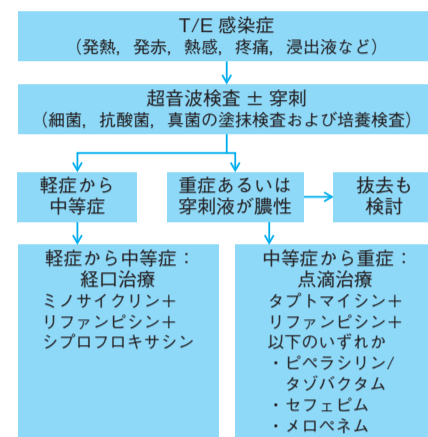 T/E 感染症
（発熱，発赤，熱感，疼痛，浸出液など）
超音波検査 ± 穿刺
（細菌，抗酸菌，真菌の塗抹検査および培養検査）
軽症から
中等症
重症あるいは
穿刺液が膿性
抜去も
検討
軽症から中等症：
経口治療
ミノサイクリン＋
リファンピシン＋
シプロフロキサシン
中等症から重症：
点滴治療
タプトマイシン＋
リファンピシン＋
以下のいずれか
・ピペラシリン/
タゾバクタム
・セフェピム
・メロペネム